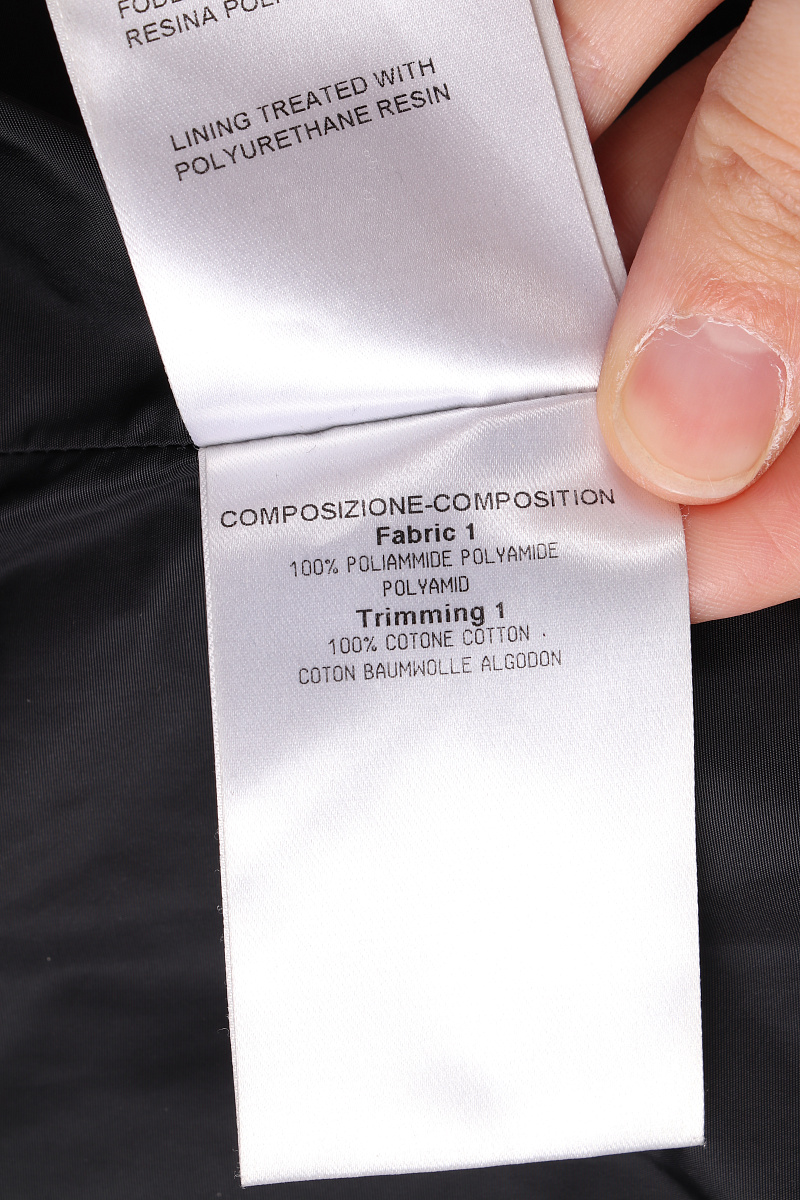 RESINA
LINING TREATED WITH
POLYURETHANE RESIN
COMPOSIZIONE-COMPOSITION
Fabric 1
100% POLIAMMIDE POLYAMIDE
POLYAMID
Trimming 1
100% COTONE COTTON
COTON BAUMWOLLE ALGODON